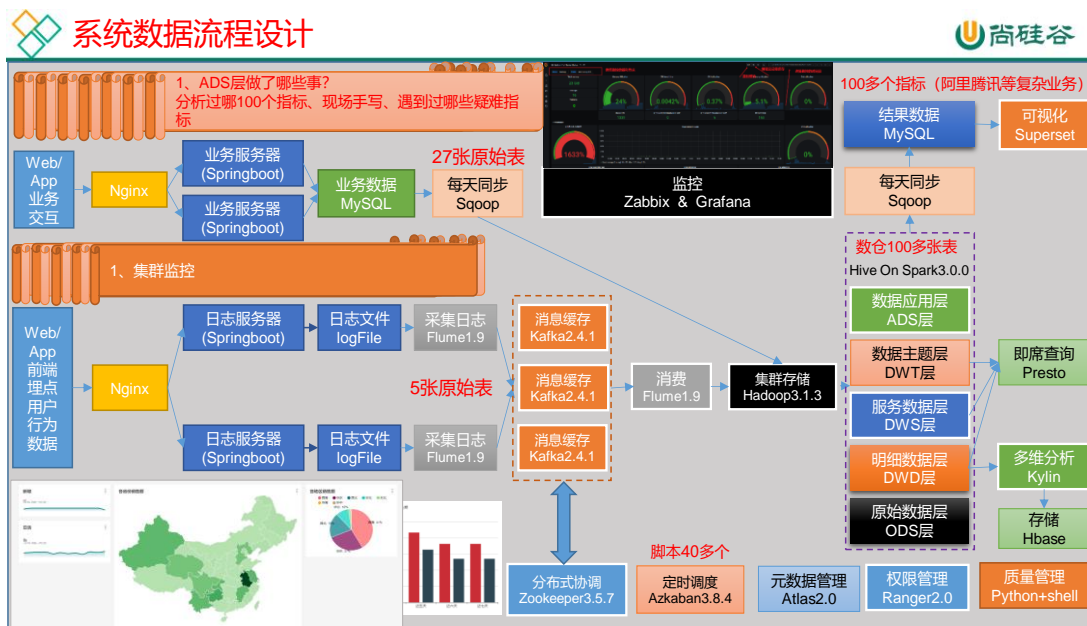 系统数据流程设计
尚硅谷
1、ADS层做了哪些事?
分析过哪100个指标、现场手写、遇到过哪些疑难指
标
24%
0.0042%
0.37%
5.1%
0%
1633%
0%
监控
Zabbix & Grafana
100多个指标（阿里腾讯等复杂业务）
结果数据
MySQL
可视化
Superset
Web/
App
业务
交互
Nginx
业务服务器
(Springboot)
业务服务器
(Springboot)
业务数据
MySQL
27张原始表
每天同步
Sqoop
每天同步
Sqoop
1、集群监控
数仓100多张表
Hive On Spark3.0.0
数据应用层
ADS层
数据主题层
DWT层
服务数据层
DWS层
明细数据层
DWD层
原始数据层
ODS层
即席查询
Presto
多维分析
Kylin
存储
Hbase
Web/
App
前端
埋点
用户
行为
数据
Nginx
日志服务器
(Springboot)
日志文件
logFile
采集日志
Flume1.9
日志服务器
(Springboot)
日志文件
logFile
采集日志
Flume1.9
5张原始表
消息缓存
Kafka2.4.1
消息缓存
Kafka2.4.1
消息缓存
Kafka2.4.1
消费
Flume1.9
集群存储
Hadoop3.1.3
脚本40多个
分布式协调
Zookeeper3.5.7
定时调度
Azkaban3.8.4
元数据管理
Atlas2.0
权限管理
Ranger2.0
质量管理
Python+shell